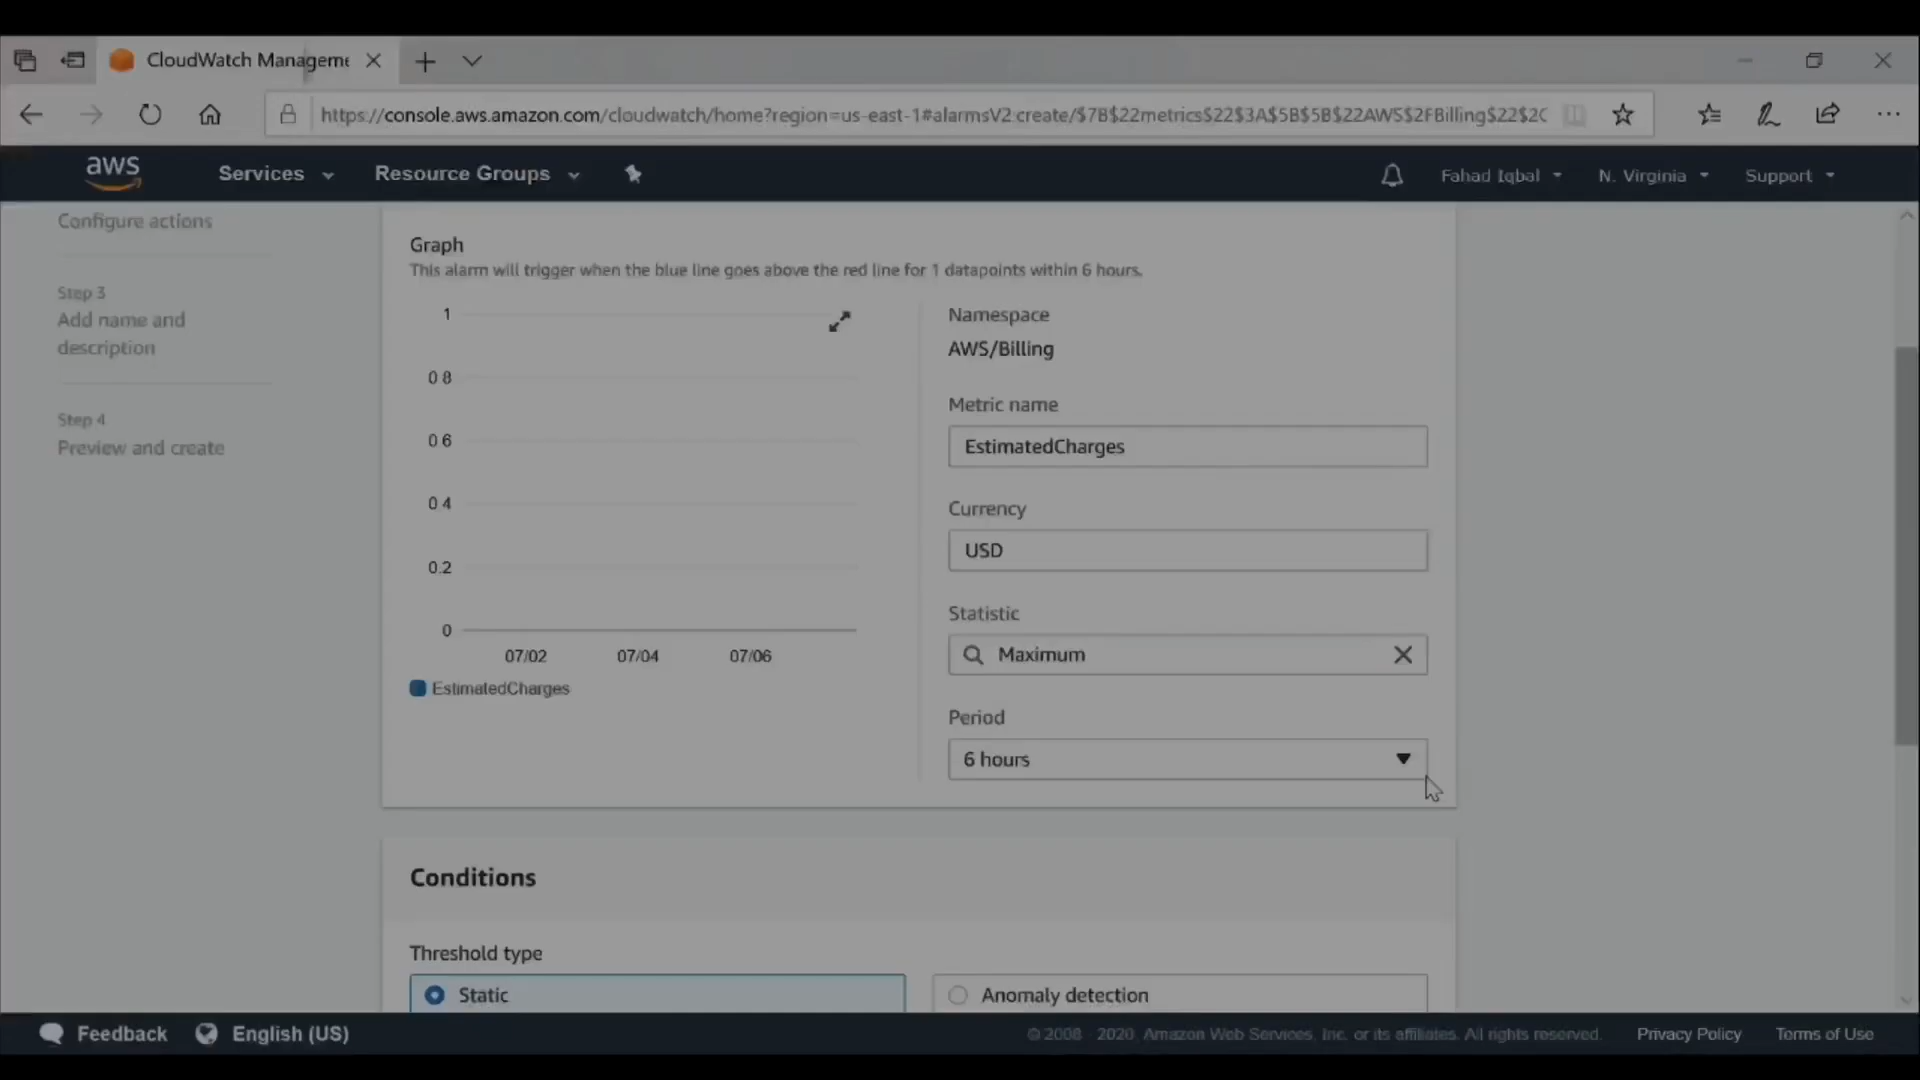 CloudWatch Manageme
https://console.aws.amazon.com/cloudwatch/home?region=us-east-1#alarmsV2:create/$7B$22metrics$22$3A$5B$5B$22AWS$2FBilling$22$2C
aws
Services
Resource Groups
Fahad Iqbal
N. Virginia
Support
Configure actions
Step 3
Add name and
description
Step 4
Preview and create
Graph
This alarm will trigger when the blue line goes above the red line for 1 datapoints within 6 hours.
1
0.8
0.6
0.4
0.2
0
07/02
07/04
07/06
EstimatedCharges
Namespace
AWS/Billing
Metric name
EstimatedCharges
Currency
USD
Statistic
Maximum
Period
6 hours
Conditions
Threshold type
Static
Anomaly detection
Feedback
English (US)
© 2008 - 2020, Amazon Web Services, Inc. or its affiliates. All rights reserved.
Privacy Policy
Terms of Use